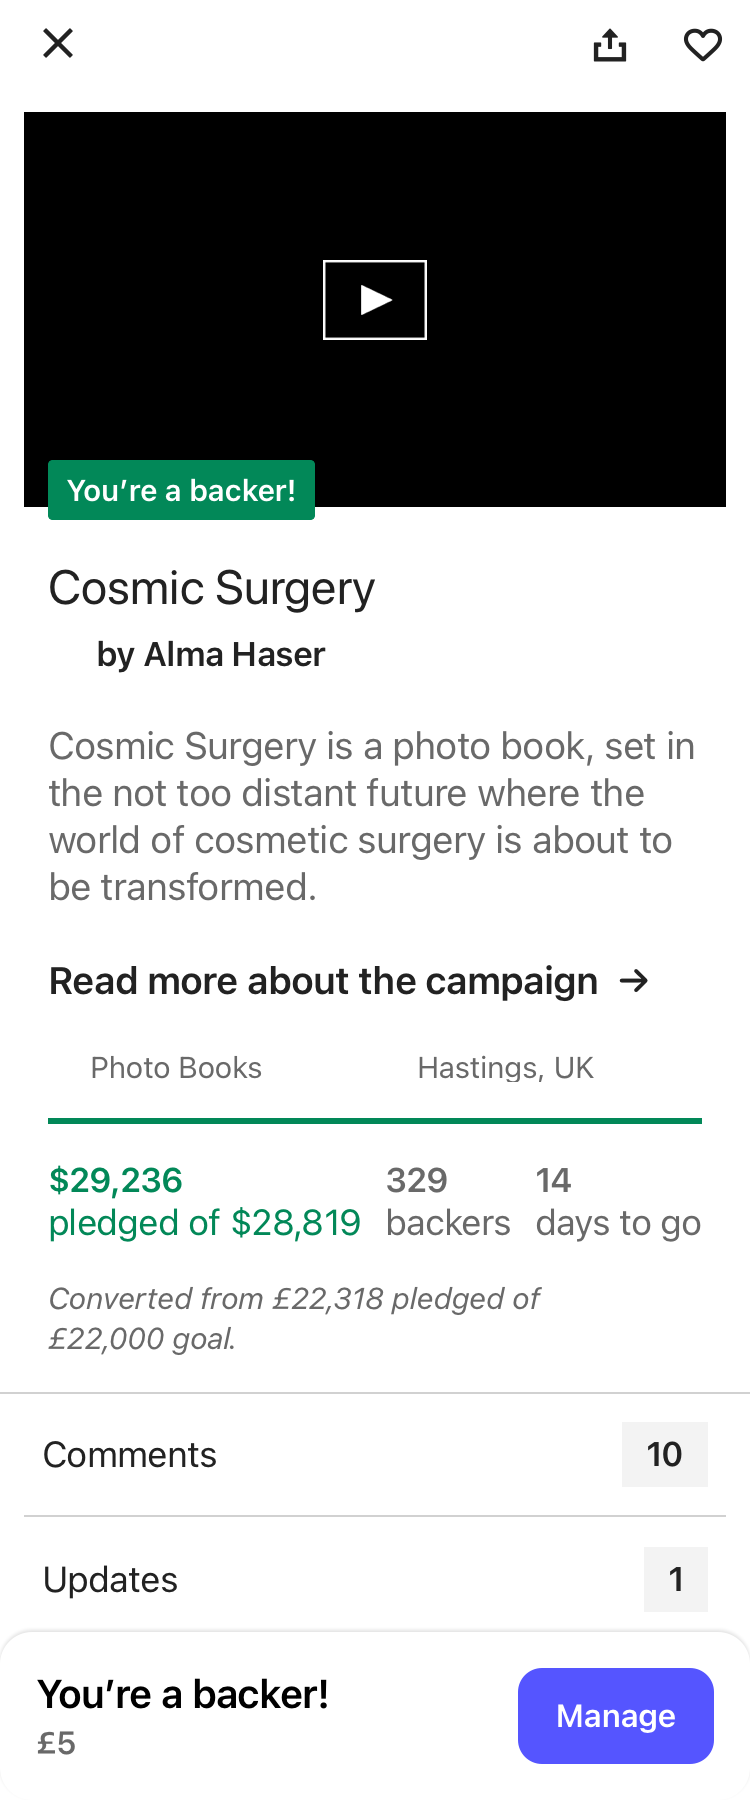 You’re a backer!
Cosmic Surgery
by Alma Haser
Cosmic Surgery is a photo book, set in
the not too distant future where the
world of cosmetic surgery is about to
be transformed.
Read more about the campaign →
Photo Books
Hastings, UK
$29,236
pledged of $28,819
329
backers
14
days to go
Converted from £22,318 pledged of
£22,000 goal.
Comments
10
Updates
1
You’re a backer!
£5
Manage